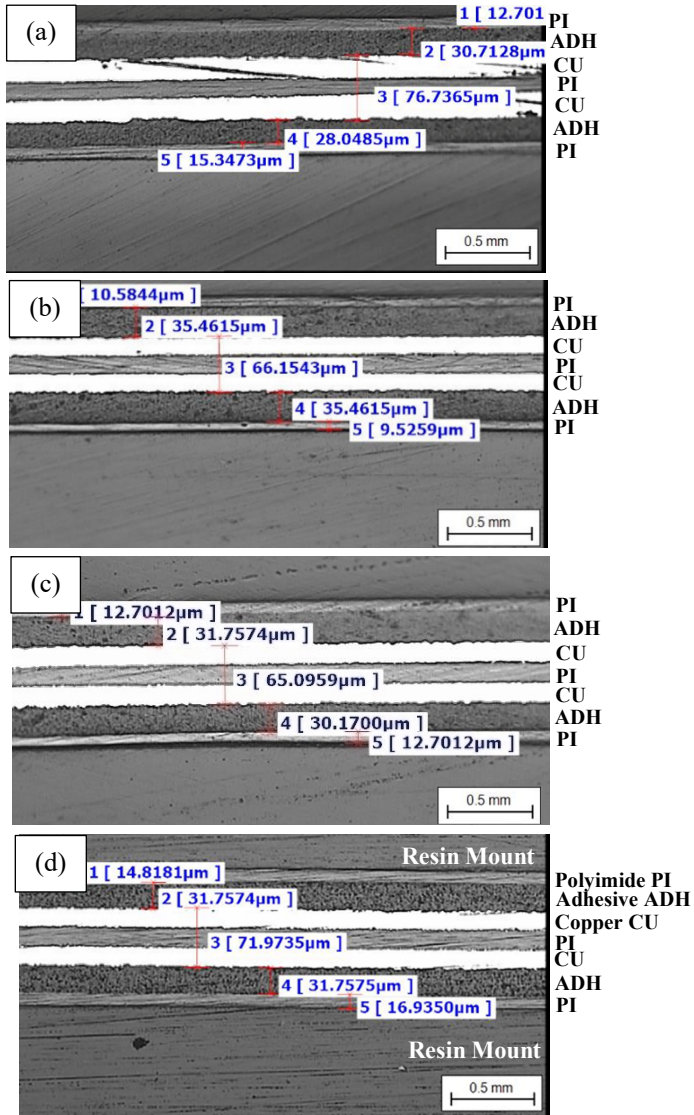 (a)
1 [ 12.701
2 [ 30.7128µm
3 [ 76.7365µm ]
4 [ 28.0485µm ]
5 [ 15.3473µm ]
0.5 mm
PI
ADH
CU
PI
CU
ADH
PI
(b)
[ 10.5844µm ]
2 [ 35.4615µm ]
3 [ 66.1543µm ]
4 [ 35.4615µm ]
5 [ 9.5259µm ]
0.5 mm
PI
ADH
CU
PI
CU
ADH
PI
(c)
1 [ 12.7012µm ]
2 [ 31.7574µm ]
3 [ 65.0959µm ]
4 [ 30.1700µm ]
5 [ 12.7012µm ]
0.5 mm
PI
ADH
CU
PI
CU
ADH
PI
(d)
Resin Mount
1 [ 14.8181µm ]
2 [ 31.7574µm ]
3 [ 71.9735µm ]
4 [ 31.7575µm ]
5 [ 16.9350µm ]
Resin Mount
0.5 mm
Polyimide PI
Adhesive ADH
Copper CU
PI
CU
ADH
PI